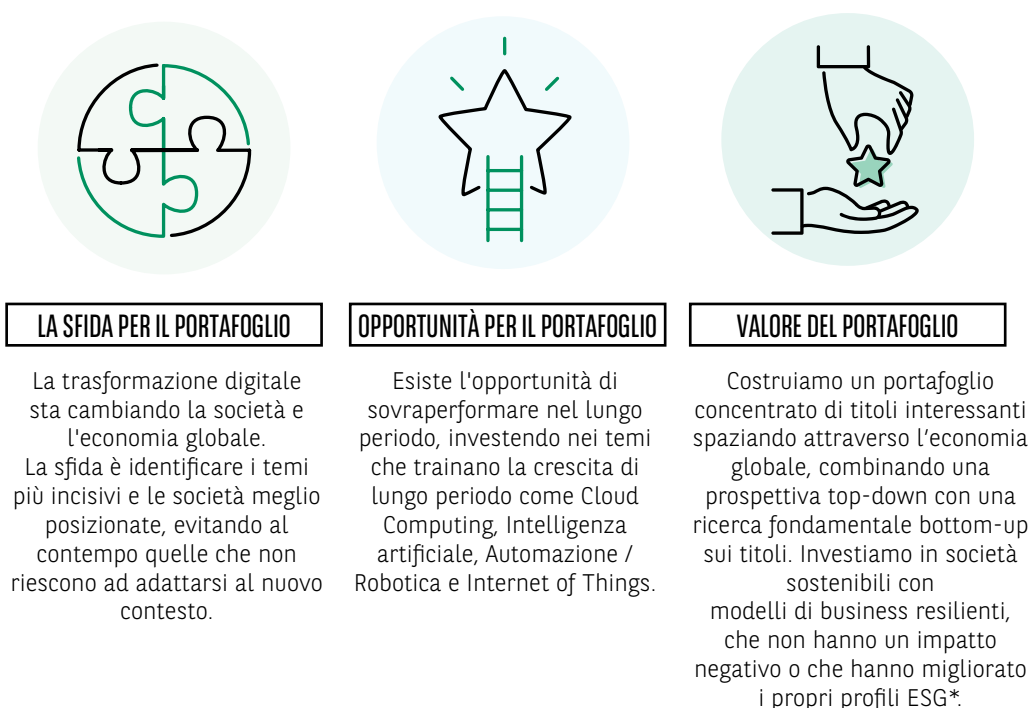 LA SFIDA PER IL PORTAFOGLIO
La trasformazione digitale
sta cambiando la società e
l'economia globale.
La sfida è identificare i temi
più incisivi e le società meglio
posizionate, evitando al
contempo quelle che non
riescono ad adattarsi al nuovo
contesto.
OPPORTUNITÀ PER IL PORTAFOGLIO
Esiste l'opportunità di
sovraperformare nel lungo
periodo, investendo nei temi
che trainano la crescita di
lungo periodo come Cloud
Computing, Intelligenza
artificiale, Automazione /
Robotica e Internet of Things.
VALORE DEL PORTAFOGLIO
Costruiamo un portafoglio
concentrato di titoli interessanti
spaziando attraverso l’economia
globale, combinando una
prospettiva top-down con una
ricerca fondamentale bottom-up
sui titoli. Investiamo in società
sostenibili con
modelli di business resilienti,
che non hanno un impatto
negativo o che hanno migliorato
i propri profili ESG*.